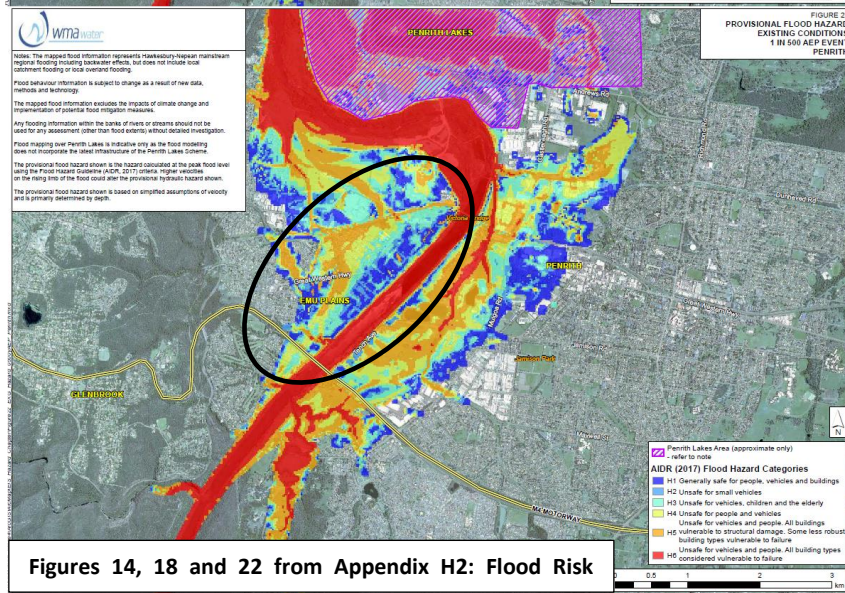 wmawater
Notes: The mapped flood information represents Hawkesbury-Nepean mainstream
regional flooding including backwater effects, but does not include local
catchment flooding or local overland flooding.
Flood behaviour information is subject to change as a result of new data,
methods and technology.
The mapped flood information excludes the impacts of climate change and
implementation of potential flood mitigation measures.
Any flooding information within the banks of rivers or streams should not be
used for any assessment (other than flood extents) without detailed investigation.
Flood mapping over Penrith Lakes is indicative only as the flood modelling
does not incorporate the latest infrastructure of the Penrith Lakes Scheme.
The provisional flood hazard shown is the hazard calculated at the peak flood level
using the Flood Hazard Guideline (AIDR, 2017) criteria. Higher velocities
on the rising limb of the flood could alter the provisional hydraulic hazard shown.
The provisional flood hazard shown is based on simplified assumptions of velocity
and is primarily determined by depth.
FIGURE 2
PROVISIONAL FLOOD HAZARD
EXISTING CONDITIONS
1 IN 500 AEP EVENT
PENRITH
PENRITH LAKES
Andrews Rd
Dunheved Rd
Victoria Bridge
Great Western Hwy
PENRITH
EMU PLAINS
Mulgoa Rd
Jamison Park
Jamison Rd
GLENBROOK
Maxwell St
M4 MOTORWAY
N
Penrith Lakes Area (approximate only)
- refer to note
AIDR (2017) Flood Hazard Categories
H1 Generally safe for people, vehicles and buildings
H2 Unsafe for small vehicles
H3 Unsafe for vehicles, children and the elderly
H4 Unsafe for people and vehicles
Unsafe for vehicles and people. All buildings
H5 vulnerable to structural damage. Some less robust
building types vulnerable to failure
Unsafe for vehicles and people. All building types
H6 considered vulnerable to failure
0 0.5 1 2 3
km
Figures 14, 18 and 22 from Appendix H2: Flood Risk